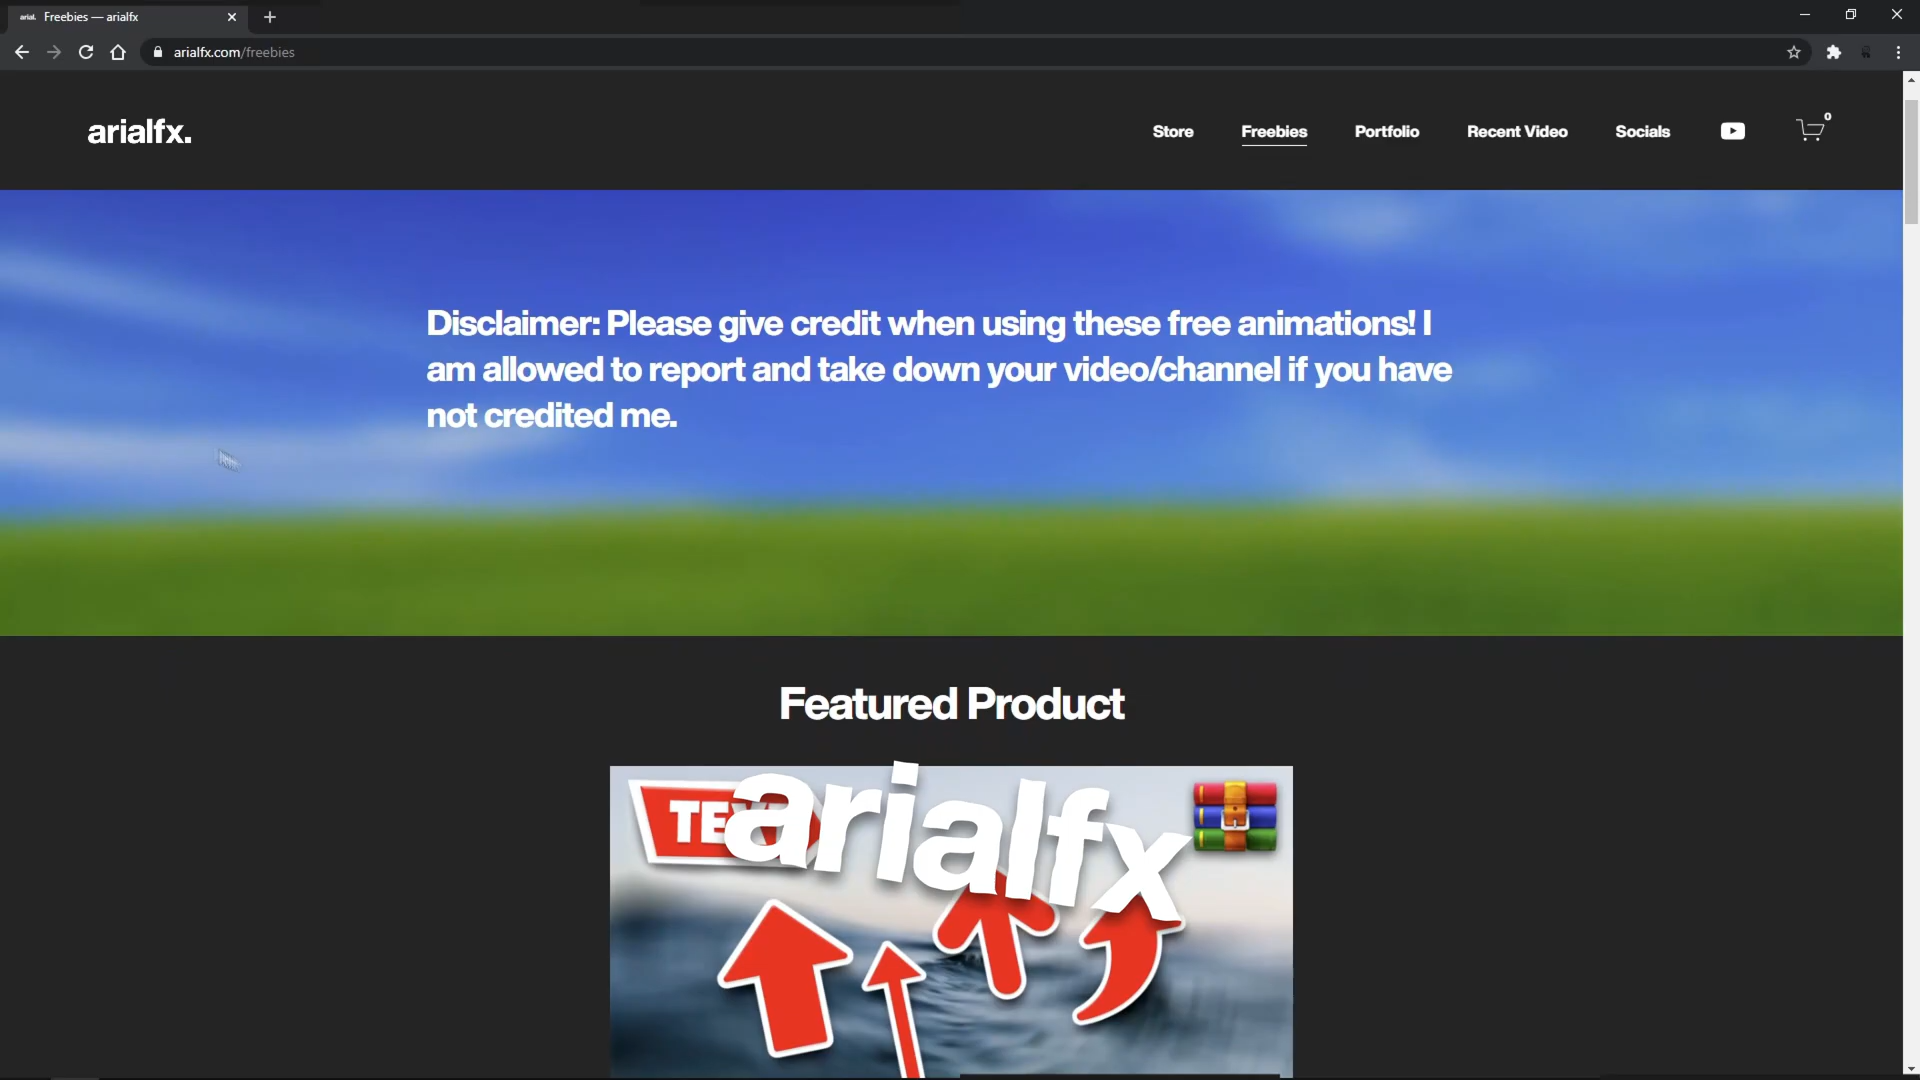 arial. Freebies — arialfx
arialfx.com/freebies
arialfx.
Store Freebies Portfolio Recent Video Socials 0
Disclaimer: Please give credit when using these free animations! I
am allowed to report and take down your video/channel if you have
not credited me.
Featured Product
arialfx